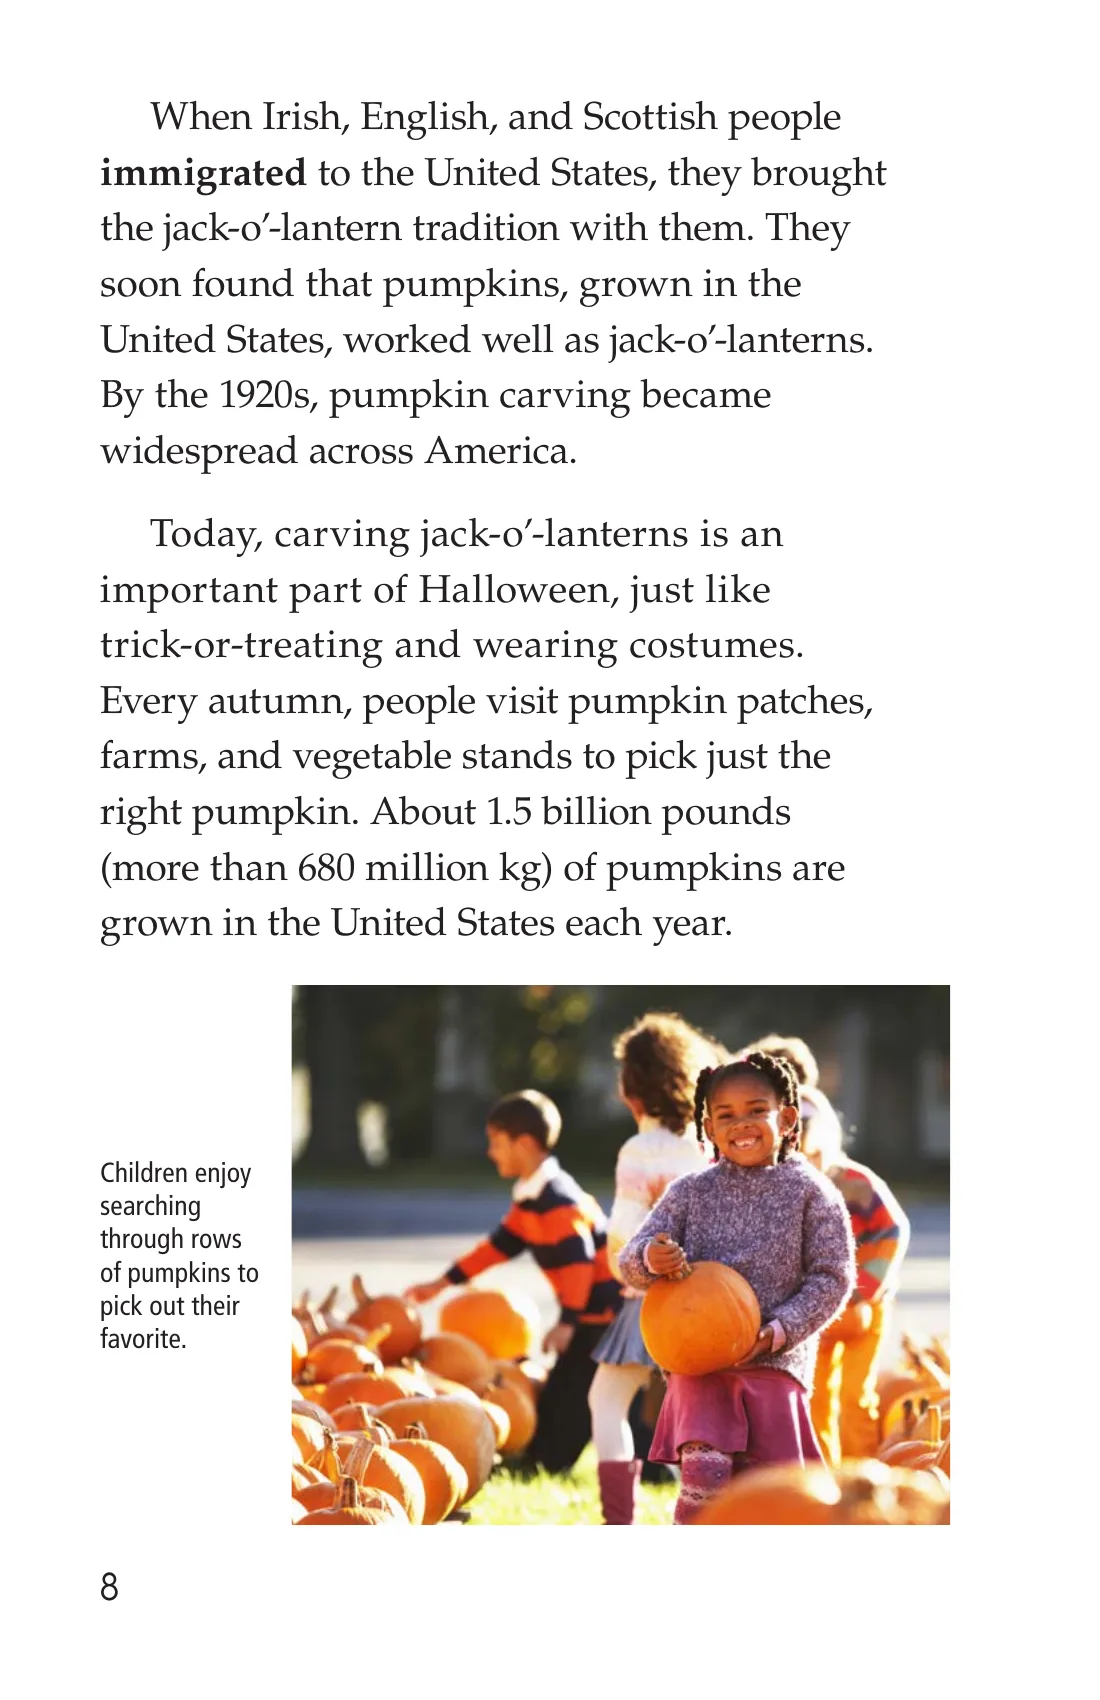 When Irish, English, and Scottish people
immigrated to the United States, they brought
the jack-o’-lantern tradition with them. They
soon found that pumpkins, grown in the
United States, worked well as jack-o’-lanterns.
By the 1920s, pumpkin carving became
widespread across America.
Today, carving jack-o’-lanterns is an
important part of Halloween, just like
trick-or-treating and wearing costumes.
Every autumn, people visit pumpkin patches,
farms, and vegetable stands to pick just the
right pumpkin. About 1.5 billion pounds
(more than 680 million kg) of pumpkins are
grown in the United States each year.
Children enjoy
searching
through rows
of pumpkins to
pick out their
favorite.
8